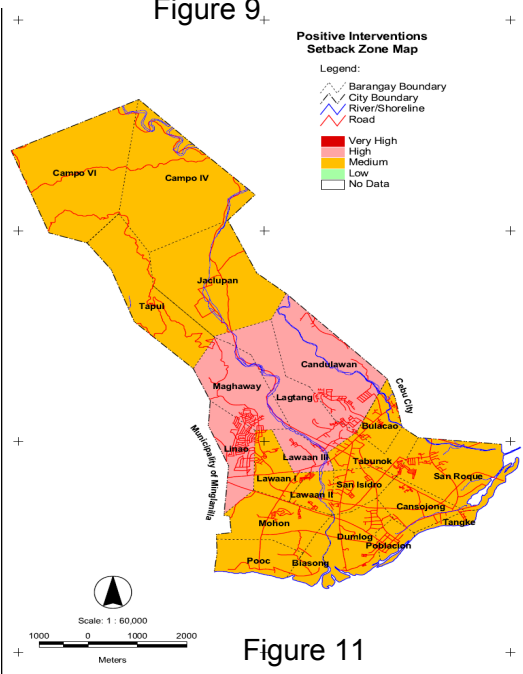 Figure 9
Positive Interventions
Setback Zone Map
Legend:
Barangay Boundary
City Boundary
River/Shoreline
Road
Very High
High
Medium
Low
No Data
Campo VI
Campo IV
Jaclupan
Tapul
Candulawan
Maghaway
Lagtang
Cebu City
Bulacao
Municipality of Minglanilla
Linao
Lawaan III
Tabunok
Lawaan I
San Isidro
San Roque
Lawaan II
Cansojong
Mohon
Tangke
Dumlog
Poblacion
Pooc
Biasong
Scale: 1 : 60,000
1000 0 1000 2000
Meters
Figure 11